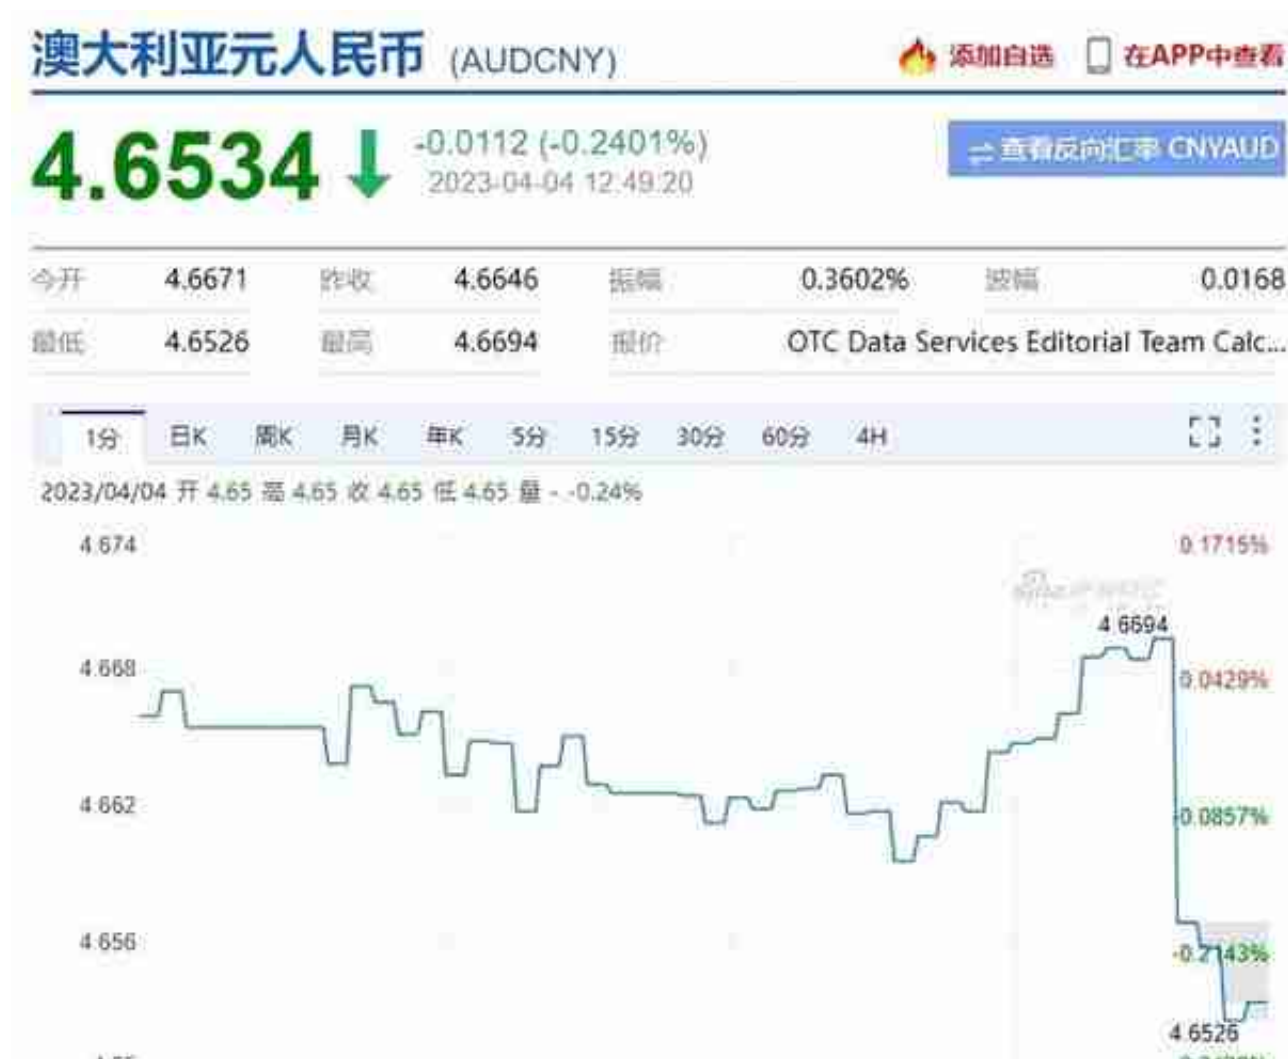 澳大利亚元人民币 (AUDCNY) 添加自选 在APP中查看
4.6534 ↓ -0.0112 (-0.2401%)
2023-04-04 12:49:20
查看反向汇率 CNYAUD
今开 4.6671 昨收 4.6646 振幅 0.3602% 波幅 0.0168
最低 4.6526 最高 4.6694 报价 OTC Data Services Editorial Team Calc...
1分 日K 周K 月K 年K 5分 15分 30分 60分 4H
2023/04/04 开 4.65 高 4.65 收 4.65 低 4.65 量 - -0.24%
4.674 0.1715%
4.6694
4.668 0.0429%
4.662 -0.0857%
4.656 -0.2143%
4.6526